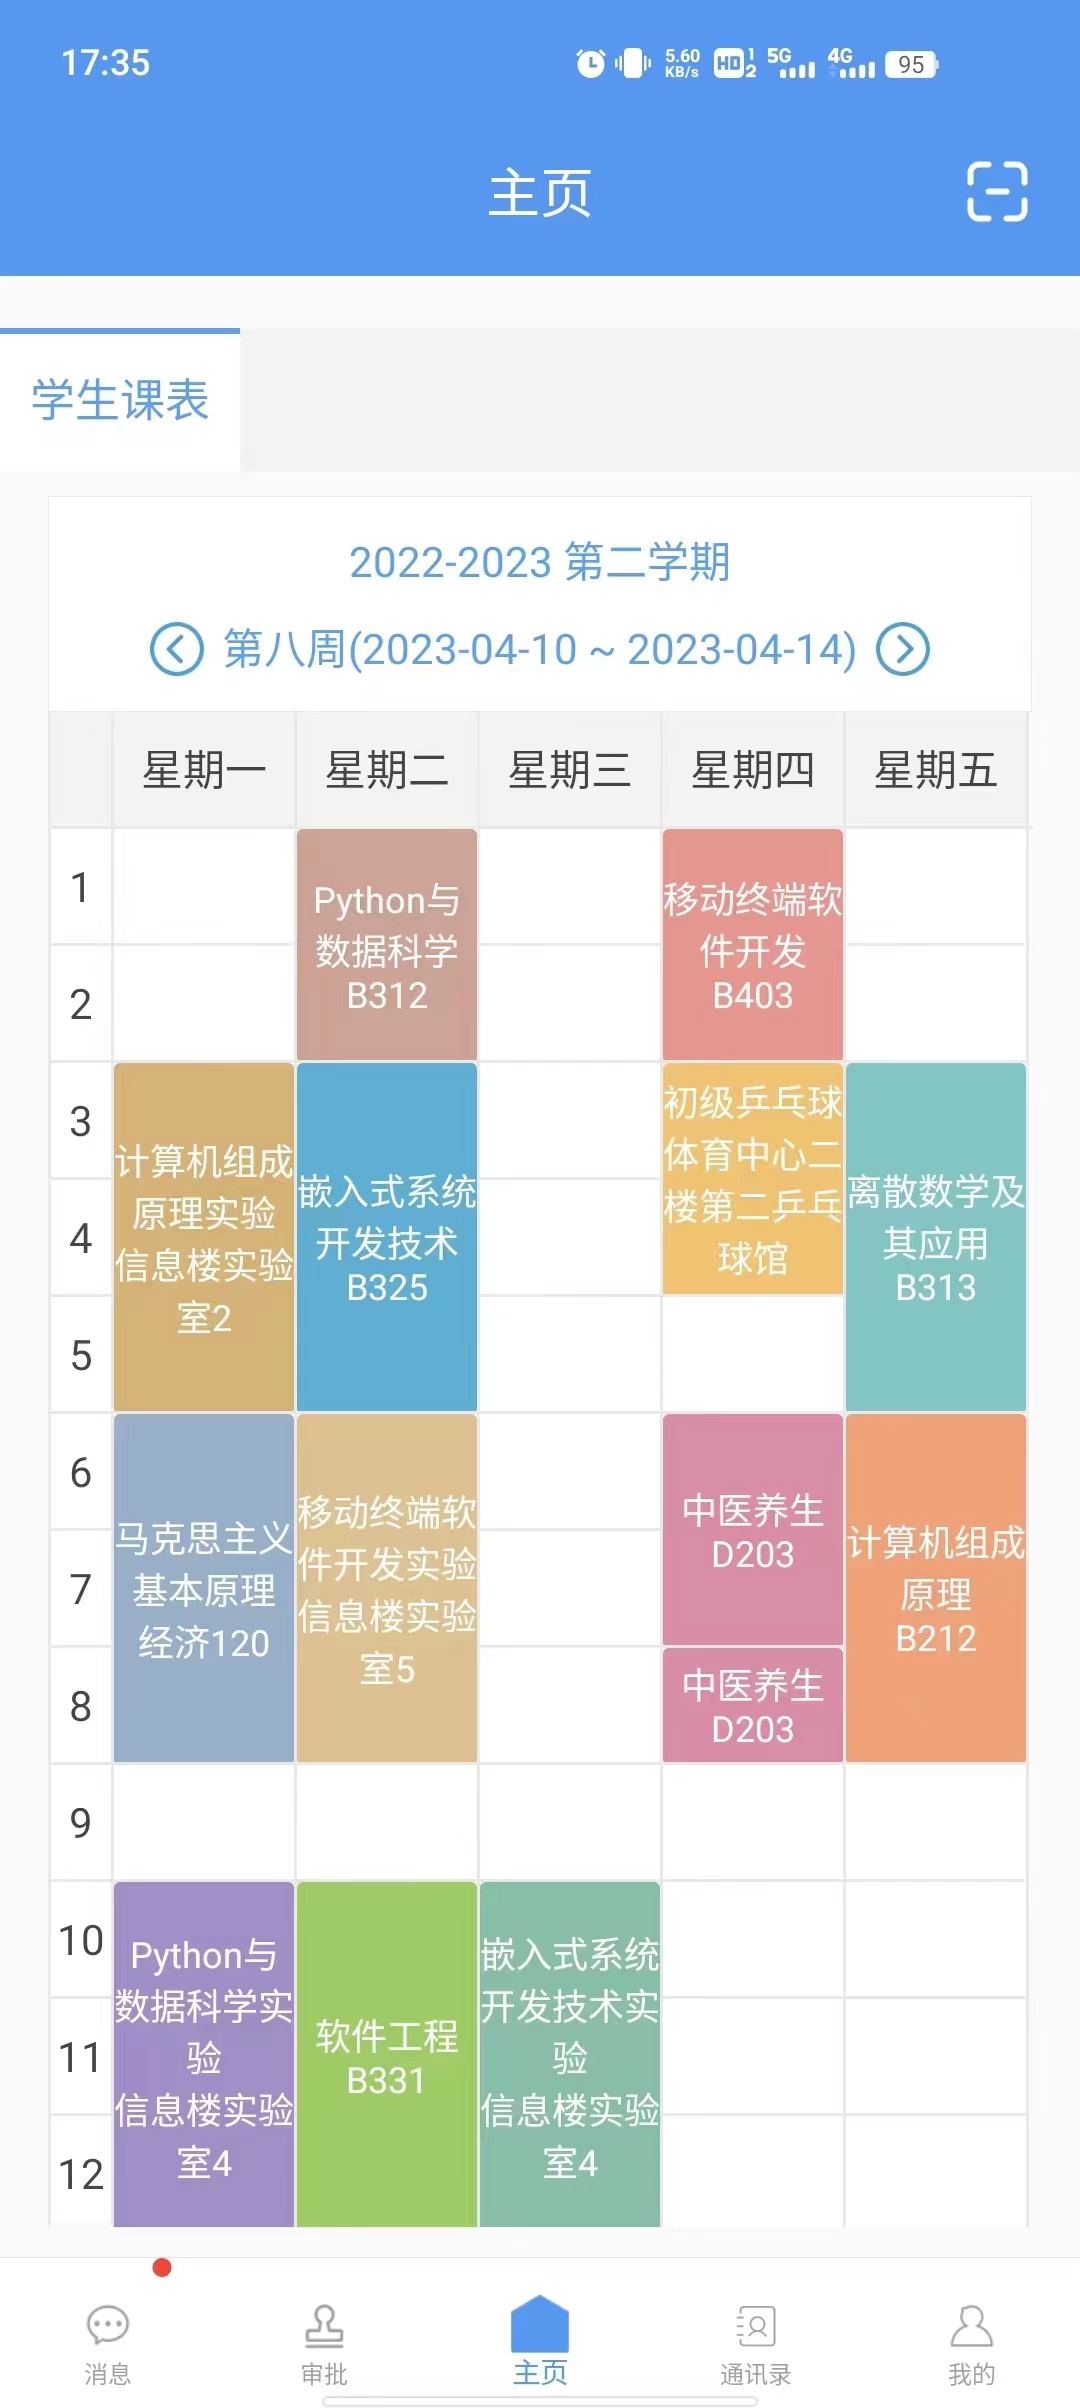 17:35
5.60
KB/s
HD 1 2
5G
4G
95
主页
学生课表
2022-2023 第二学期
第八周(2023-04-10 ~ 2023-04-14)
星期一 星期二 星期三 星期四 星期五
1
2
3
4
5
6
7
8
9
10
11
12
计算机组成
原理实验
信息楼实验
室2
马克思主义
基本原理
经济120
Python与
数据科学实
验
信息楼实验
室4
Python与
数据科学
B312
嵌入式系统
开发技术
B325
移动终端软
件开发实验
信息楼实验
室5
软件工程
B331
嵌入式系统
开发技术实
验
信息楼实验
室4
移动终端软
件开发
B403
初级乒乓球
体育中心二
楼第二乒乓
球馆
中医养生
D203
中医养生
D203
离散数学及
其应用
B313
计算机组成
原理
B212
消息 审批 主页 通讯录 我的